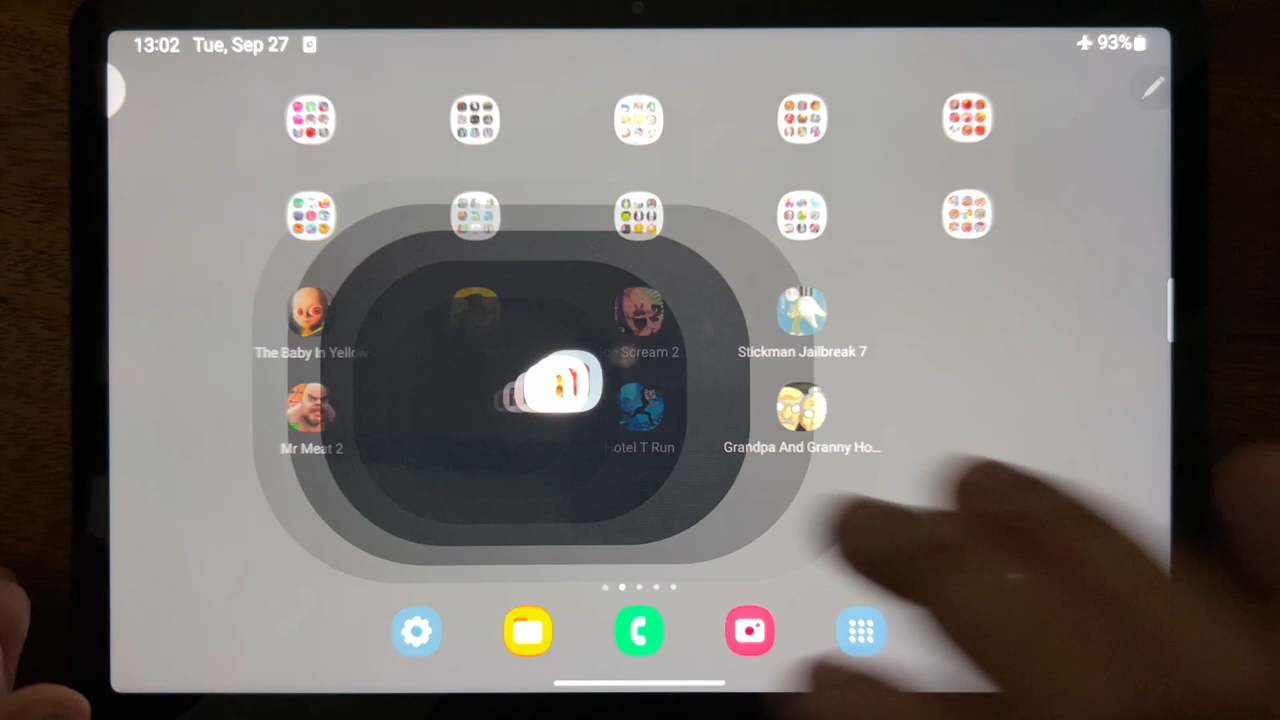 13:02 Tue, Sep 27
93%
The Baby In Yellow
Scream 2
Stickman Jailbreak 7
Mr Meat 2
Hotel T Run
Grandpa And Granny Ho...